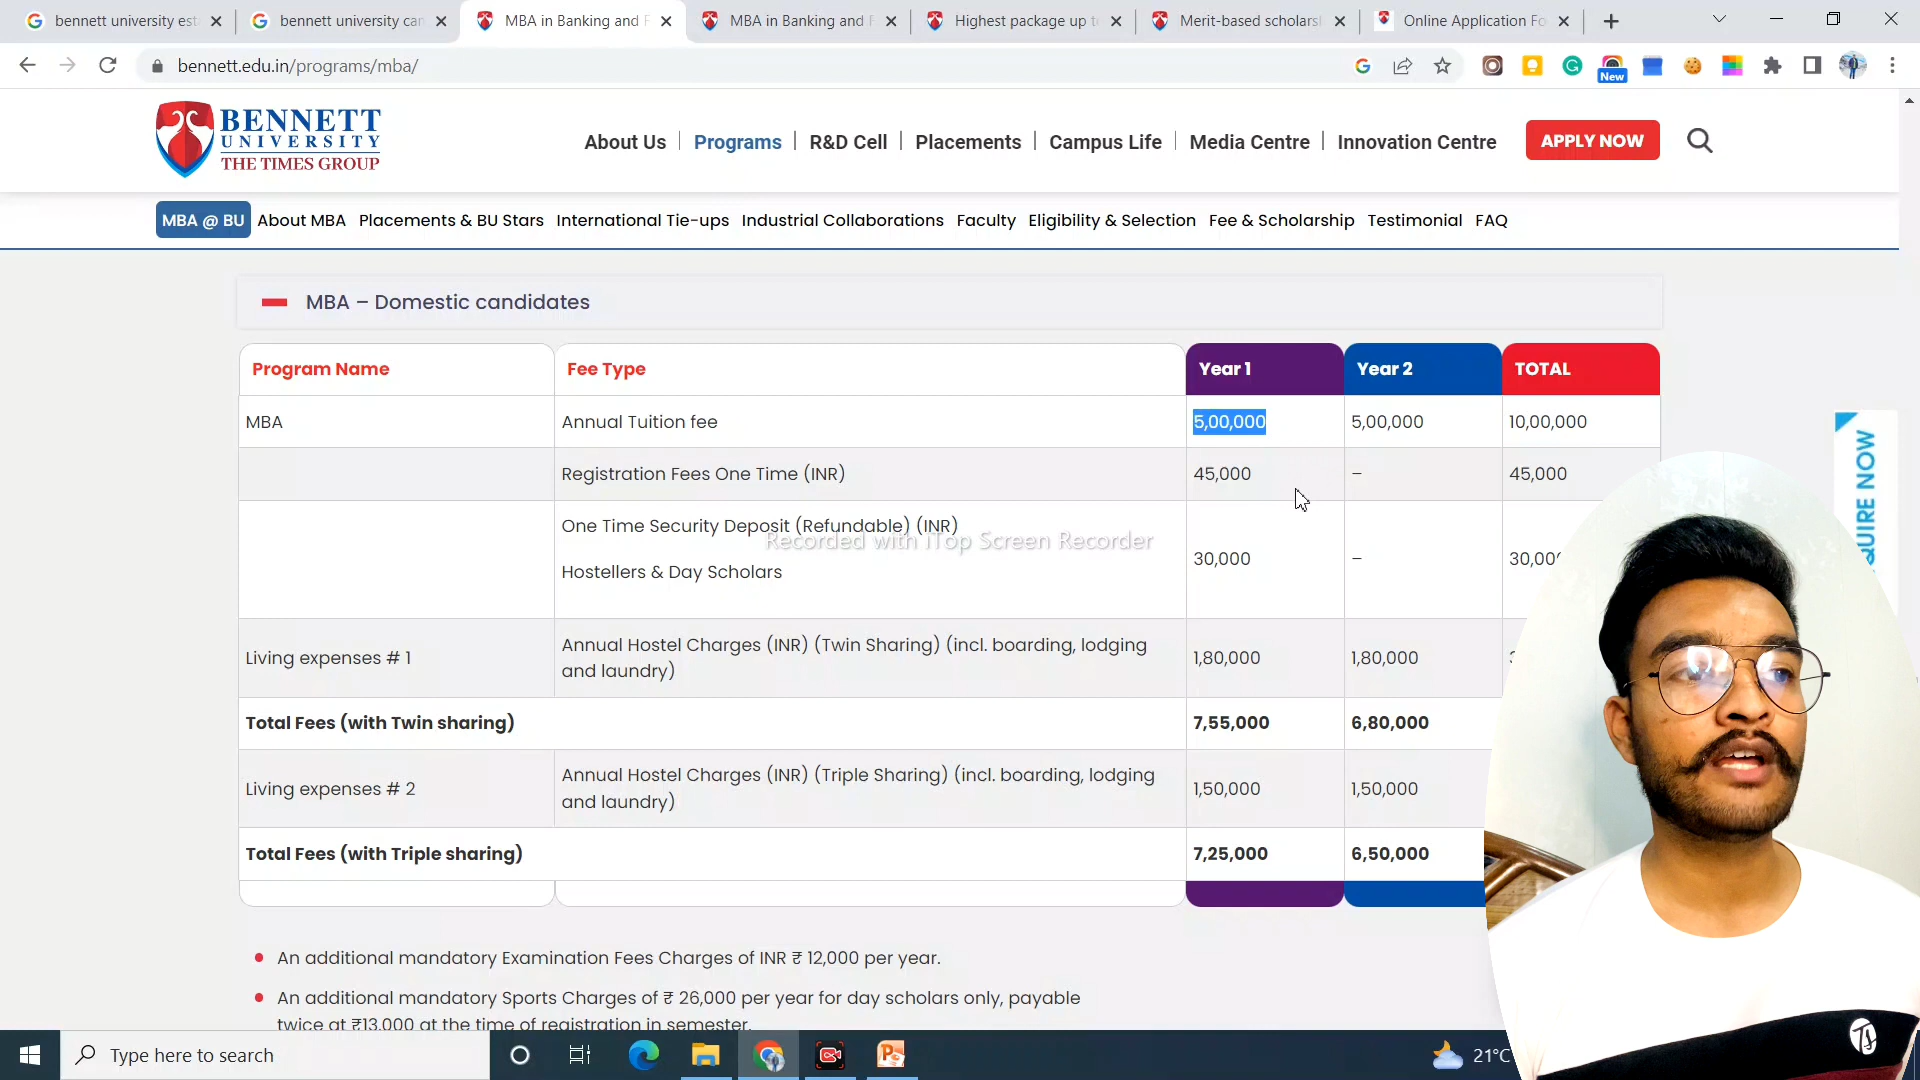 bennett university est
bennett university car
MBA in Banking and F
MBA in Banking and F
Highest package up t
Merit-based scholars
Online Application Fo
bennett.edu.in/programs/mba/
New
BENNETT
UNIVERSITY
THE TIMES GROUP
About Us
Programs
R&D Cell
Placements
Campus Life
Media Centre
Innovation Centre
APPLY NOW
MBA @ BU
About MBA
Placements & BU Stars
International Tie-ups
Industrial Collaborations
Faculty
Eligibility & Selection
Fee & Scholarship
Testimonial
FAQ
MBA – Domestic candidates
Program Name
Fee Type
Year 1
Year 2
TOTAL
MBA
Annual Tuition fee
5,00,000
5,00,000
10,00,000
Registration Fees One Time (INR)
45,000
–
45,000
One Time Security Deposit (Refundable) (INR)
Hostellers & Day Scholars
30,000
–
30,00
Recorded with iTop Screen Recorder
Living expenses # 1
Annual Hostel Charges (INR) (Twin Sharing) (incl. boarding, lodging
and laundry)
1,80,000
1,80,000
Total Fees (with Twin sharing)
7,55,000
6,80,000
Living expenses # 2
Annual Hostel Charges (INR) (Triple Sharing) (incl. boarding, lodging
and laundry)
1,50,000
1,50,000
Total Fees (with Triple sharing)
7,25,000
6,50,000
QUIRE NOW
An additional mandatory Examination Fees Charges of INR ₹ 12,000 per year.
An additional mandatory Sports Charges of ₹ 26,000 per year for day scholars only, payable
twice at ₹13,000 at the time of registration in semester.
Type here to search
21°C